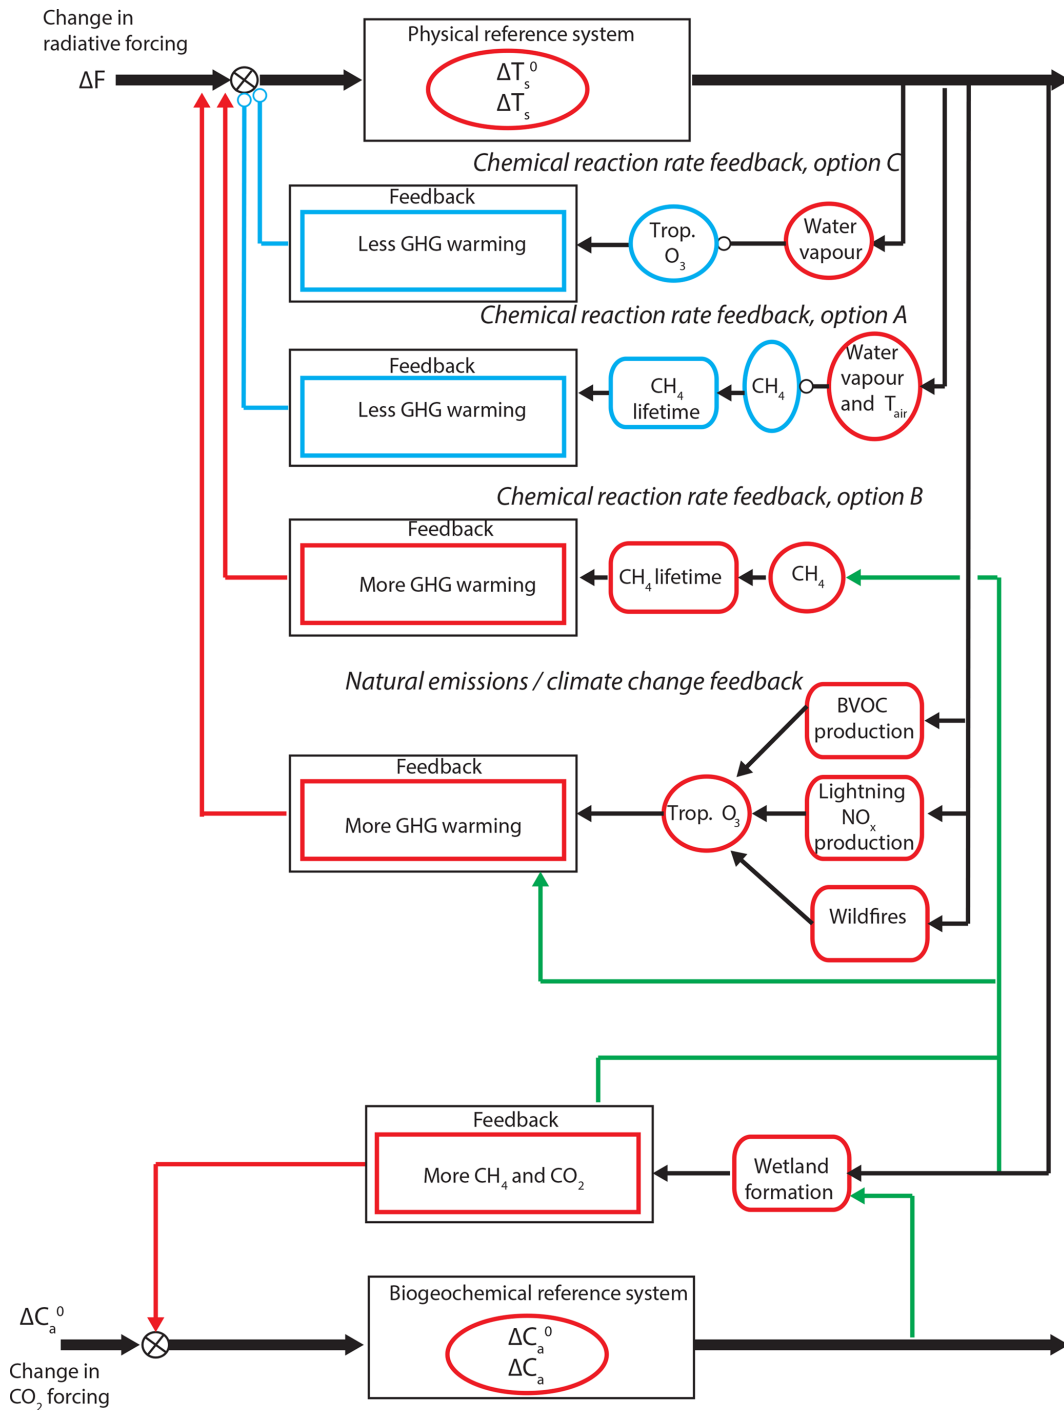 Change in
radiative forcing
ΔF
Physical reference system
ΔTs⁰
ΔTs
Chemical reaction rate feedback, option C
Feedback
Less GHG warming
Trop.
O₃
Water
vapour
Chemical reaction rate feedback, option A
Feedback
Less GHG warming
CH₄
lifetime
CH₄
Water
vapour
and Tair
Chemical reaction rate feedback, option B
Feedback
More GHG warming
CH₄ lifetime
CH₄
Natural emissions / climate change feedback
BVOC
production
Feedback
More GHG warming
Trop. O₃
Lightning
NOₓ
production
Wildfires
Feedback
More CH₄ and CO₂
Wetland
formation
Biogeochemical reference system
ΔCa⁰
ΔCa
ΔCa⁰
Change in
CO₂ forcing